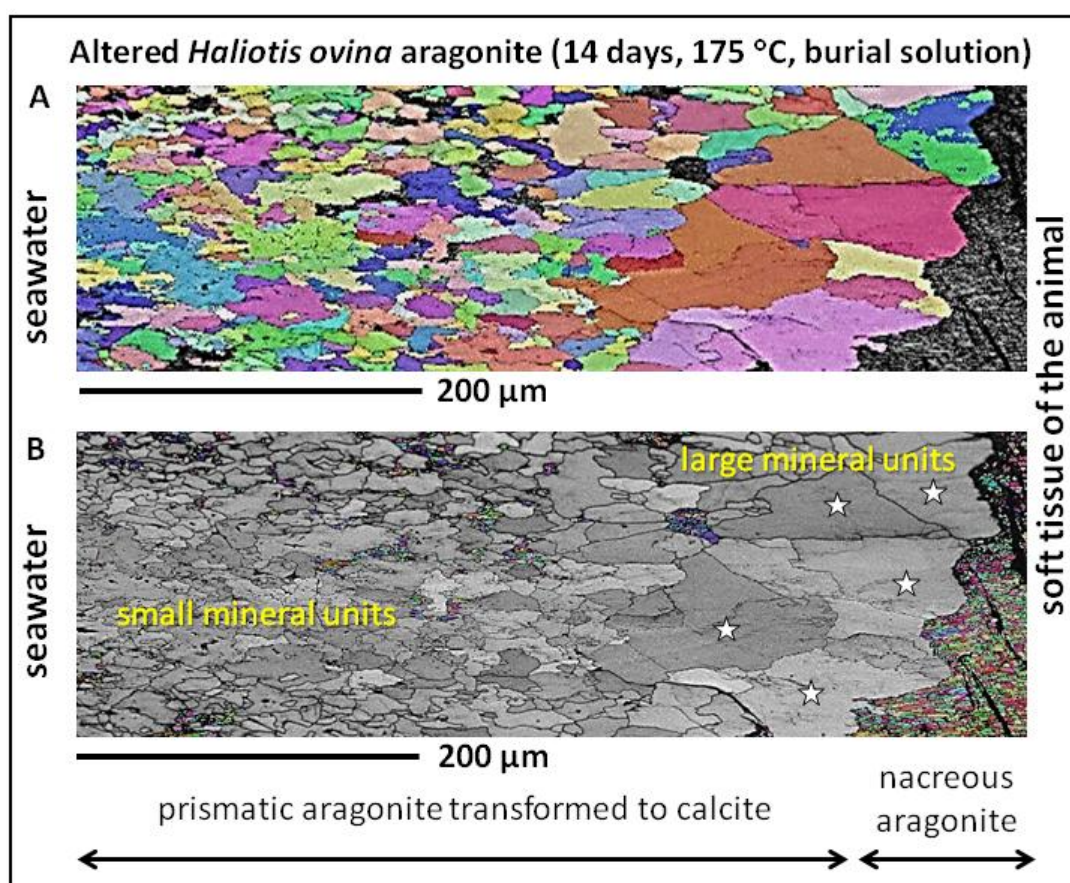 Altered Haliotis ovina aragonite (14 days, 175 °C, burial solution)
A
seawater
200 µm
soft tissue of the animal
B
large mineral units
small mineral units
seawater
200 µm
prismatic aragonite transformed to calcite
nacreous
aragonite